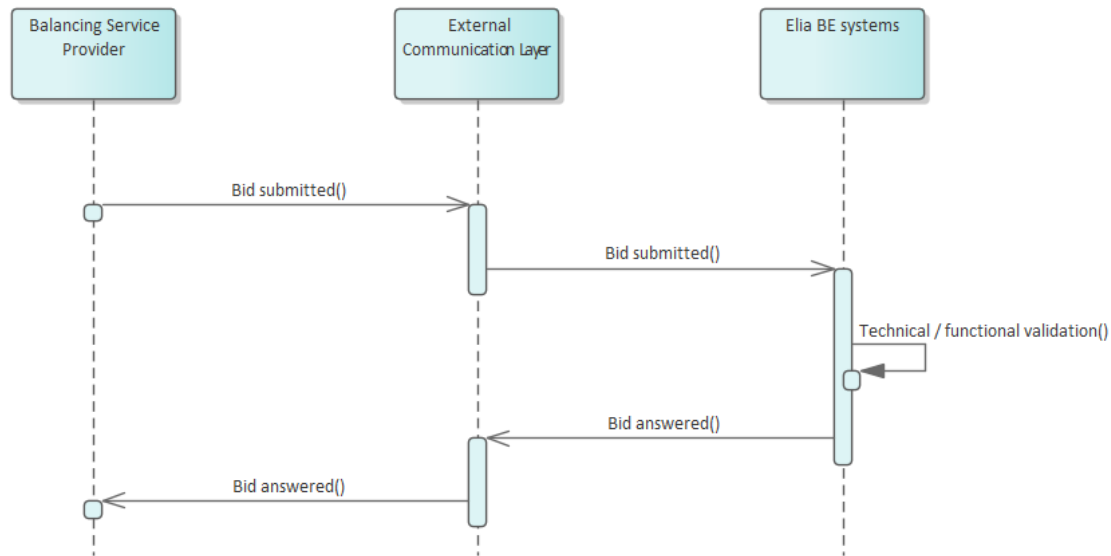 Balancing Service
Provider
External
Communication Layer
Elia BE systems
Bid submitted()
Bid submitted()
Technical / functional validation()
Bid answered()
Bid answered()